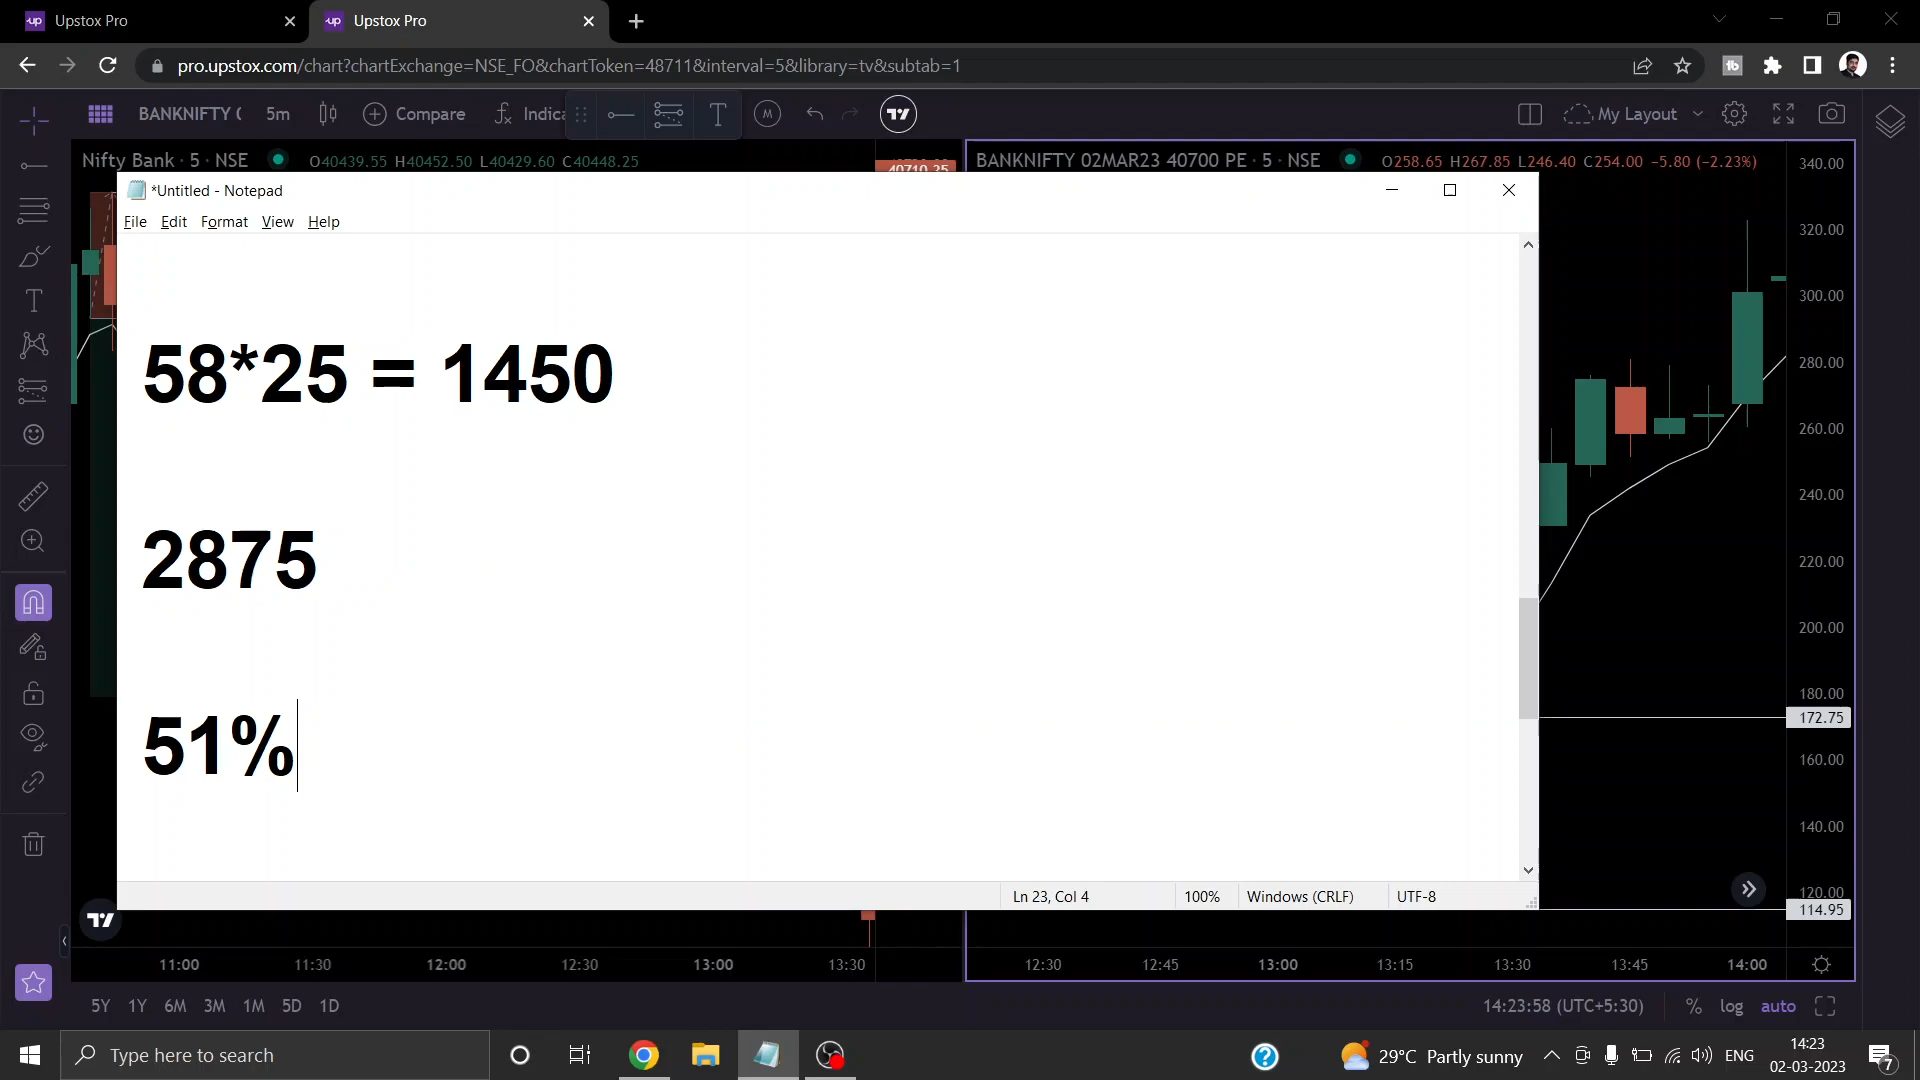 Upstox Pro
Upstox Pro
pro.upstox.com/chart?chartExchange=NSE_FO&chartToken=48711&interval=5&library=tv&subtab=1
BANKNIFTY 5m Compare Indica T M My Layout
Nifty Bank · 5 · NSE O40439.55 H40452.50 L40429.60 C40448.25
40710.25
BANKNIFTY 02MAR23 40700 PE · 5 · NSE O258.65 H267.85 L246.40 C254.00 −5.80 (−2.23%)
*Untitled - Notepad
File Edit Format View Help
58*25 = 1450
2875
51%
Ln 23, Col 4 100% Windows (CRLF) UTF-8
340.00
320.00
300.00
280.00
260.00
240.00
220.00
200.00
180.00
172.75
160.00
140.00
120.00
114.95
11:00 11:30 12:00 12:30 13:00 13:30
12:30 12:45 13:00 13:15 13:30 13:45 14:00
5Y 1Y 6M 3M 1M 5D 1D
14:23:58 (UTC+5:30) % log auto
Type here to search
29°C Partly sunny
ENG
14:23
02-03-2023
7